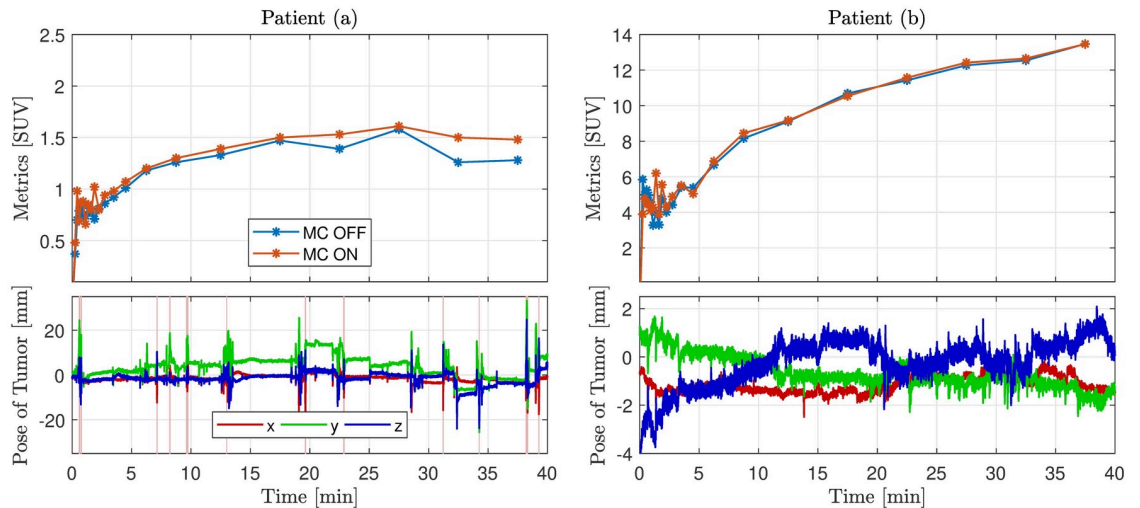 Patient (a)
Metrics [SUV]
2.5
2
1.5
1
0.5
MC OFF
MC ON
Pose of Tumor [mm]
20
0
-20
x y z
0 5 10 15 20 25 30 35 40
Time [min]
Patient (b)
Metrics [SUV]
14
12
10
8
6
4
2
Pose of Tumor [mm]
2
0
-2
-4
0 5 10 15 20 25 30 35 40
Time [min]